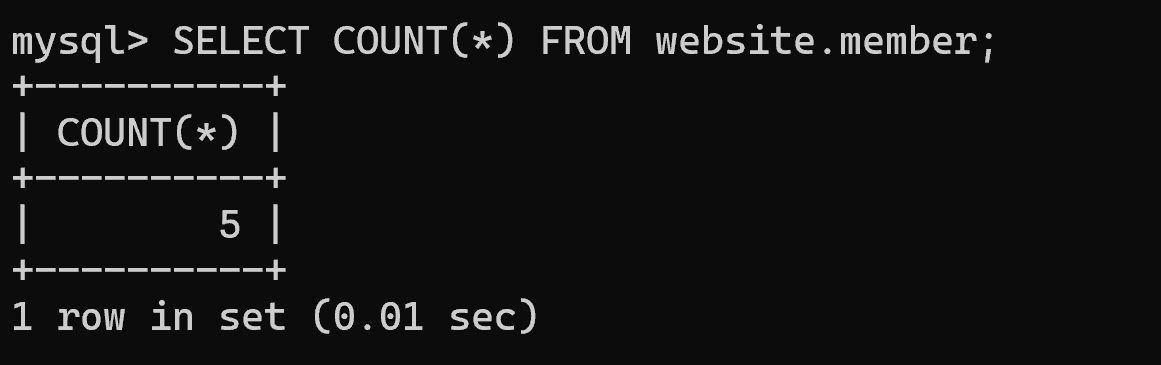 mysql> SELECT COUNT(*) FROM website.member;
+----------+
| COUNT(*) |
+----------+
|        5 |
+----------+
1 row in set (0.01 sec)